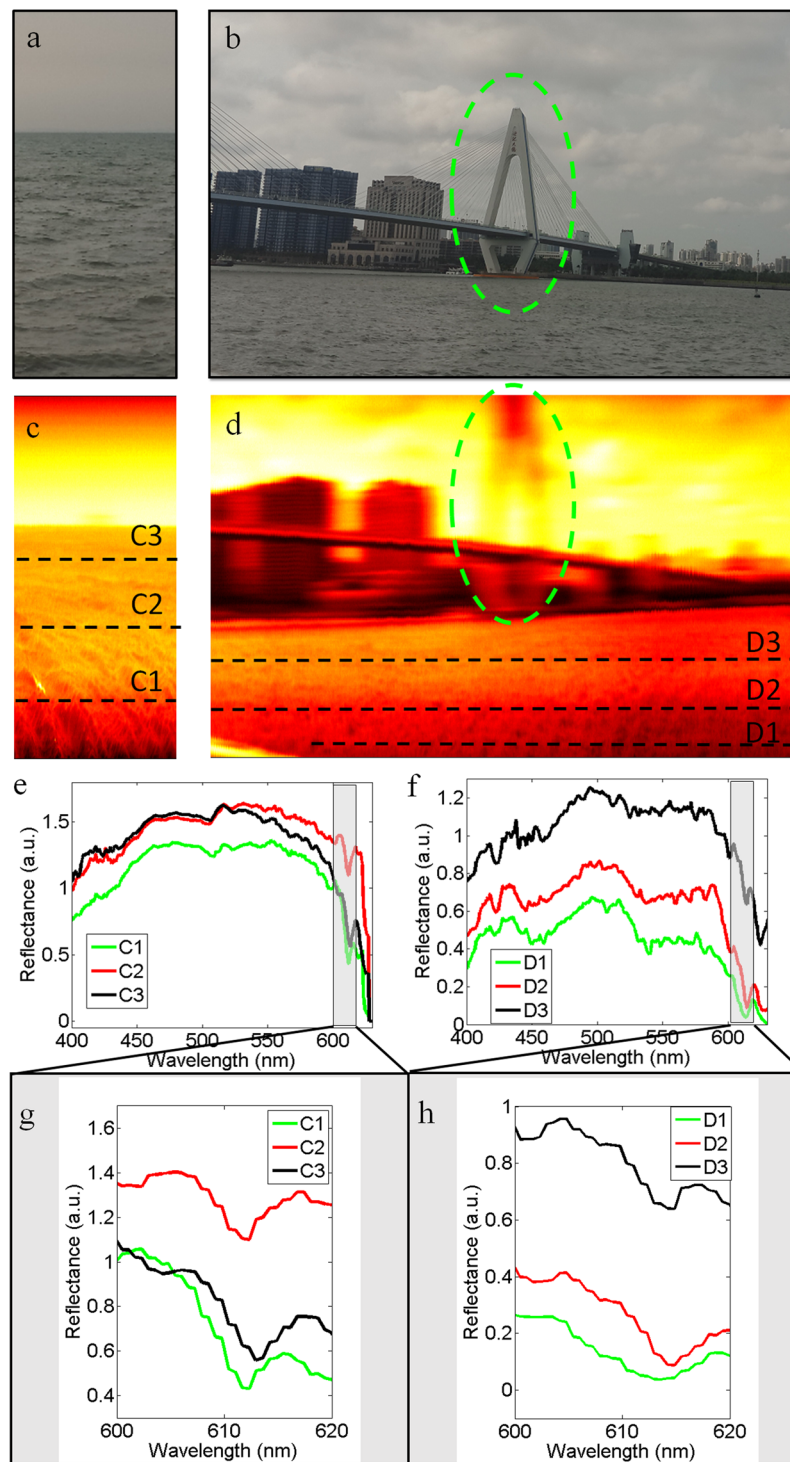 a
b
c
C3
C2
C1
d
D3
D2
D1
e
1.5
1
0.5
0
Reflectance (a.u.)
C1
C2
C3
400
450
500
550
600
Wavelength (nm)
f
1.2
1
0.8
0.6
0.4
0.2
0
Reflectance (a.u.)
D1
D2
D3
400
450
500
550
600
Wavelength (nm)
g
1.6
1.4
1.2
1
0.8
0.6
0.4
Reflectance (a.u.)
C1
C2
C3
600
610
620
Wavelength (nm)
h
1
0.8
0.6
0.4
0.2
0
Reflectance (a.u.)
D1
D2
D3
600
610
620
Wavelength (nm)